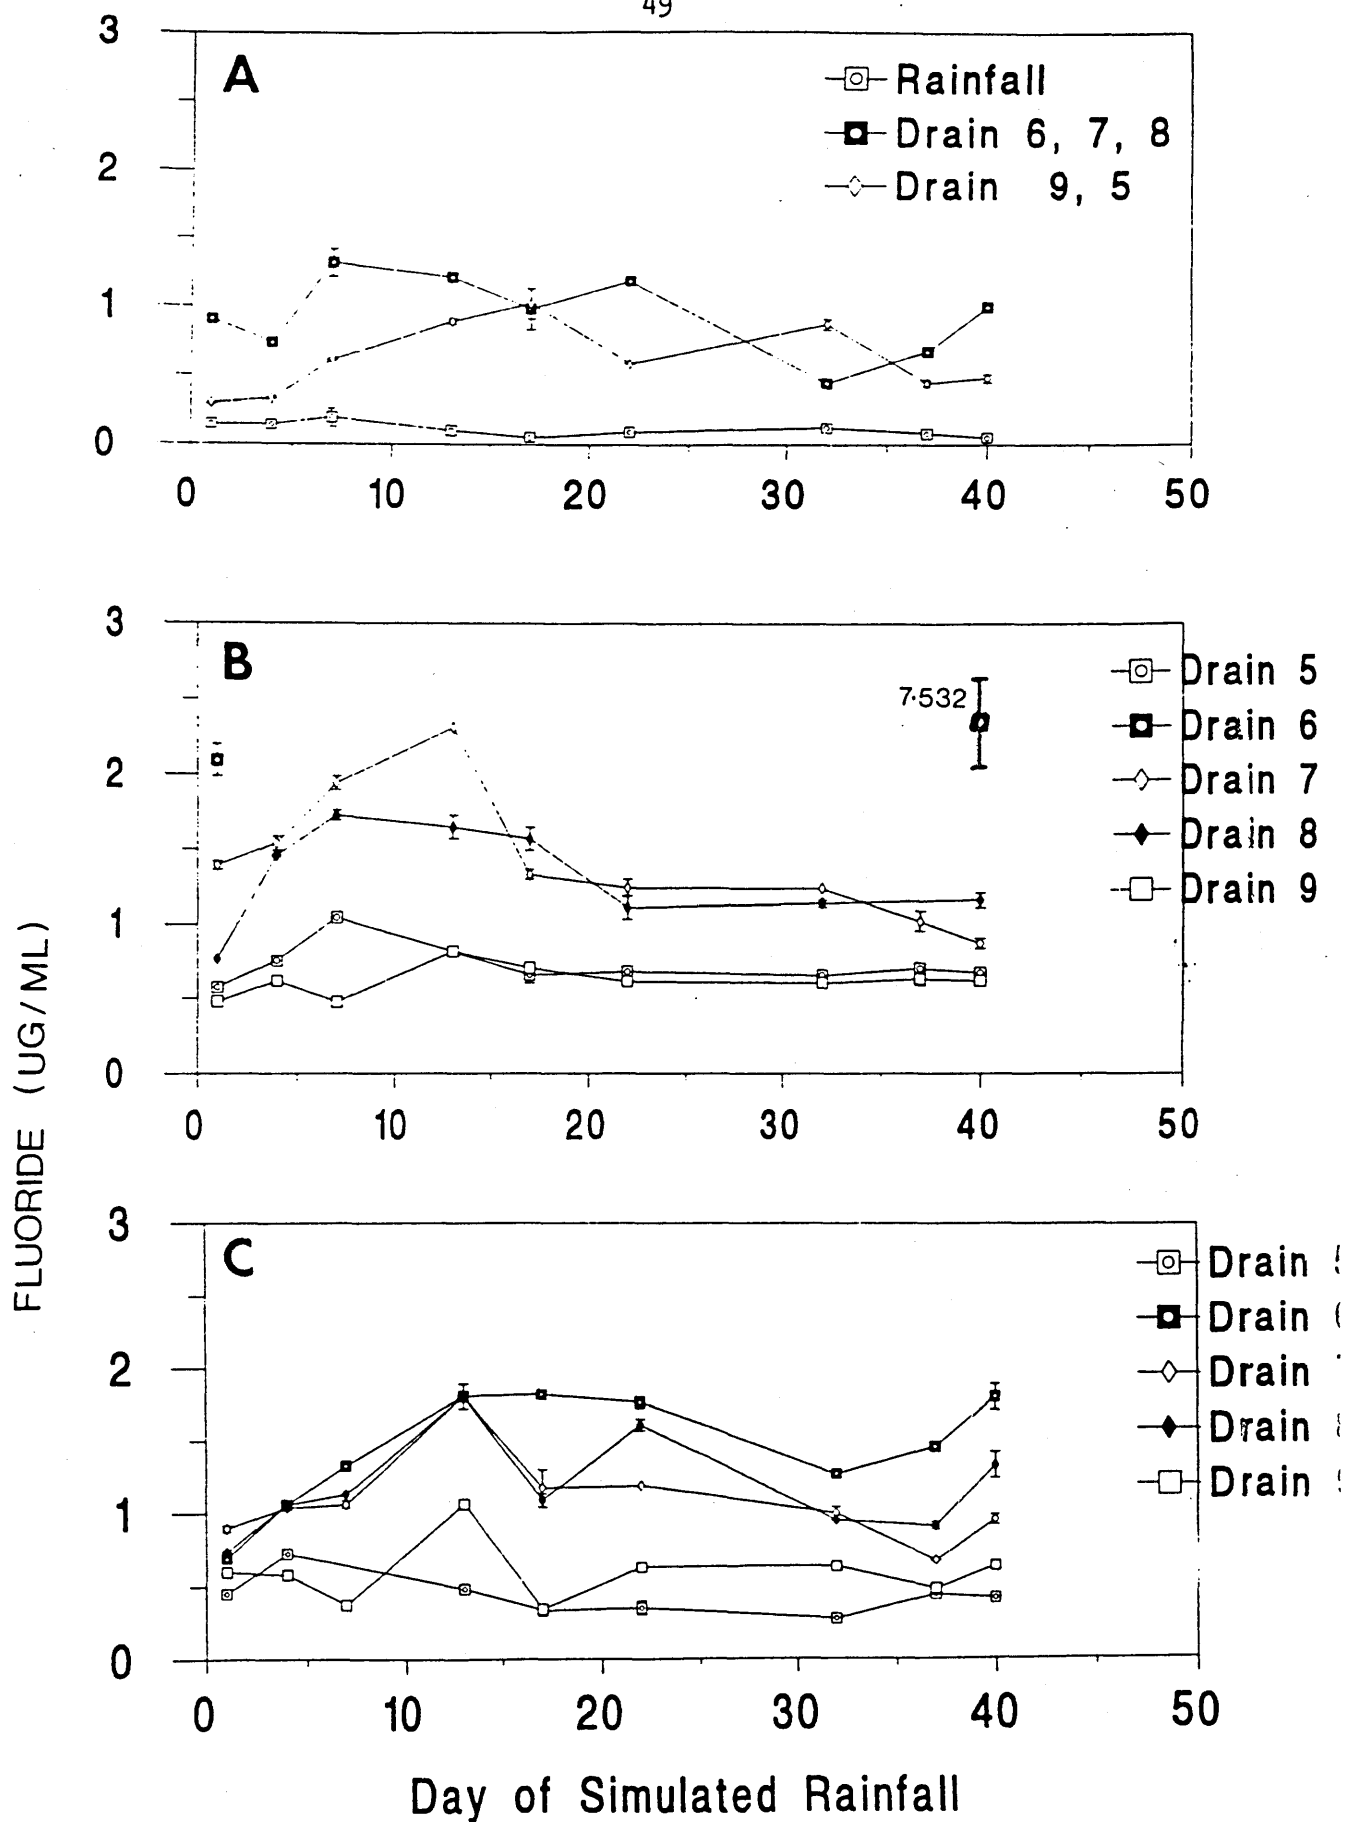 49
3
A
Rainfall
Drain 6, 7, 8
Drain 9, 5
2
1
0
0 10 20 30 40 50
3
B
Drain 5
7.532
Drain 6
2
Drain 7
Drain 8
Drain 9
1
0
0 10 20 30 40 50
FLUORIDE (UG/ML)
3
C
Drain
Drain
2
Drain
Drain
Drain
1
0
0 10 20 30 40 50
Day of Simulated Rainfall